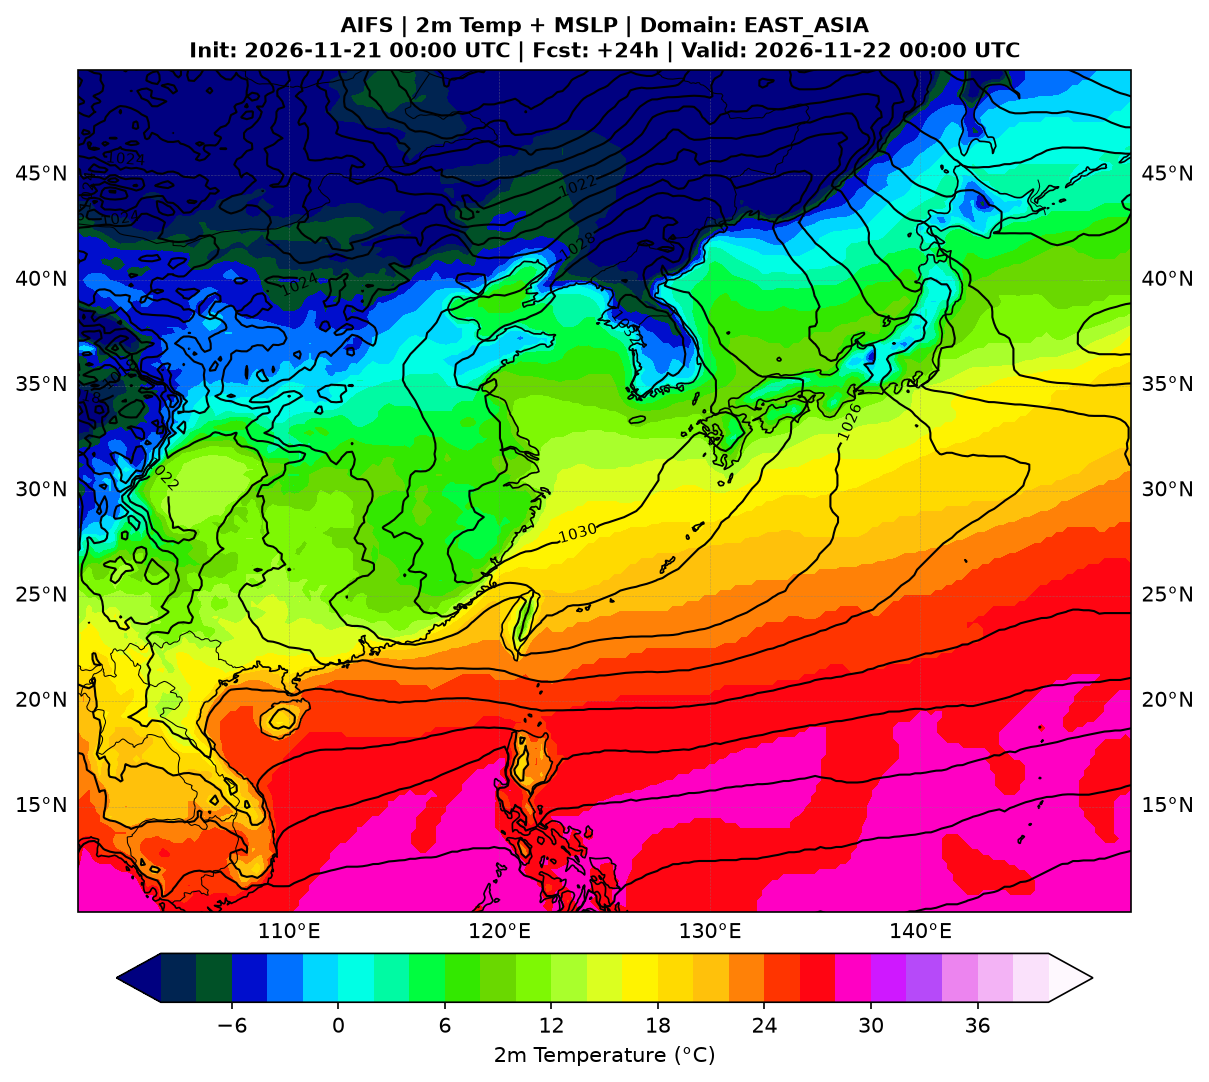 AIFS | 2m Temp + MSLP | Domain: EAST_ASIA
Init: 2026-11-21 00:00 UTC | Fcst: +24h | Valid: 2026-11-22 00:00 UTC
45°N
40°N
35°N
30°N
25°N
20°N
15°N
45°N
40°N
35°N
30°N
25°N
20°N
15°N
1024
1022
1024
1028
1024
1026
1022
1030
110°E
120°E
130°E
140°E
−6
0
6
12
18
24
30
36
2m Temperature (°C)